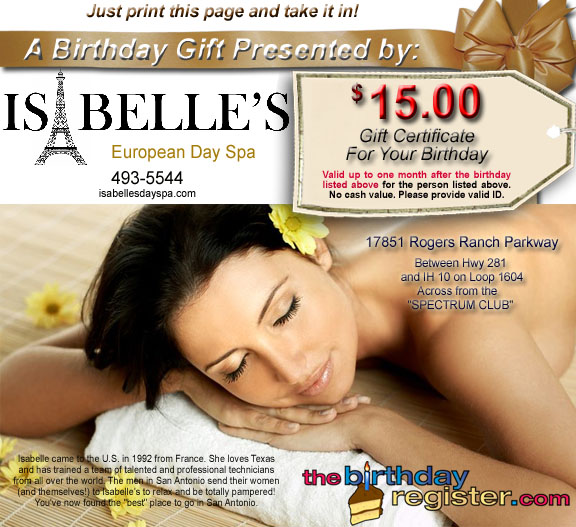 Just print this page and take it in!
A Birthday Gift Presented by:
ISABELLE'S
European Day Spa
493-5544
isabellesdayspa.com
$ 15.00
Gift Certificate
For Your Birthday
Valid up to one month after the birthday
listed above for the person listed above.
No cash value. Please provide valid ID.
17851 Rogers Ranch Parkway
Between Hwy 281
and IH 10 on Loop 1604
Across from the
"SPECTRUM CLUB"
Isabelle came to the U.S. in 1992 from France. She loves Texas
and has trained a team of talented and professional technicians
from all over the world. The men in San Antonio send their women
(and themselves!) to Isabelle's to relax and be totally pampered!
You've now found the "best" place to go in San Antonio.
thebirthday
register.com